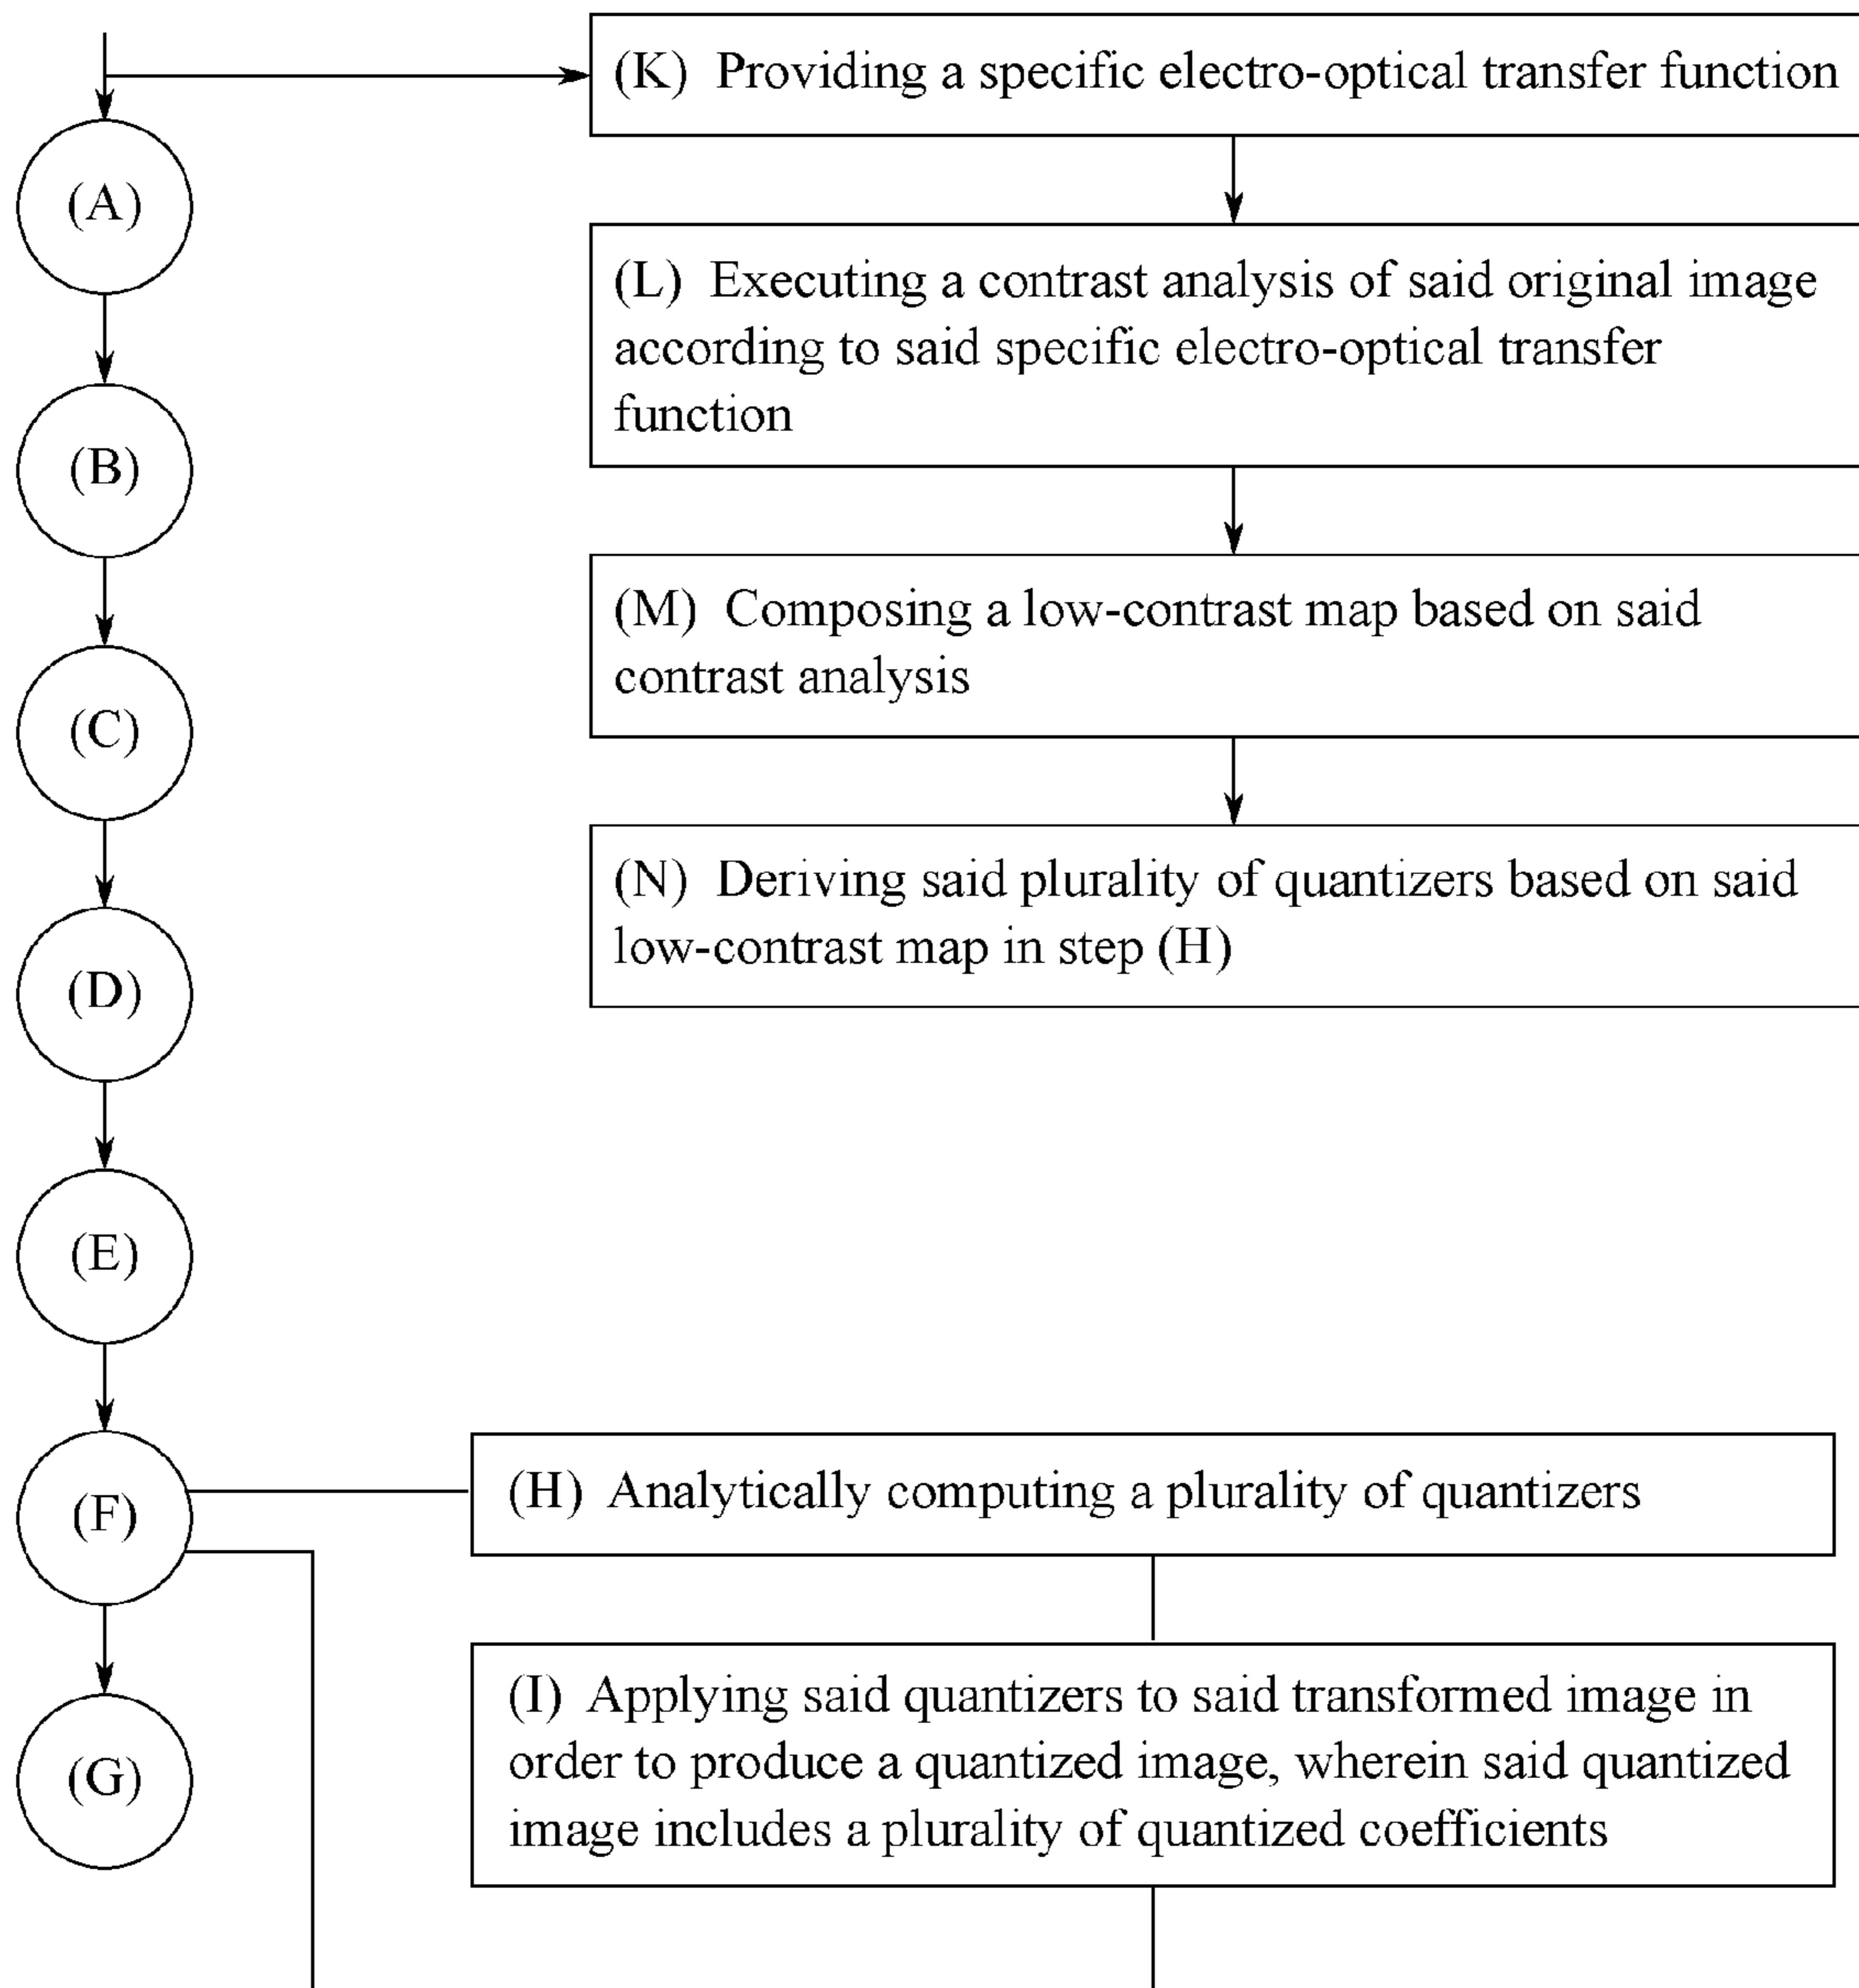 (K) Providing a specific electro-optical transfer function
(A)
(L) Executing a contrast analysis of said original image
according to said specific electro-optical transfer
function
(B)
(M) Composing a low-contrast map based on said
contrast analysis
(C)
(N) Deriving said plurality of quantizers based on said
low-contrast map in step (H)
(D)
(E)
(F)
(H) Analytically computing a plurality of quantizers
(G)
(I) Applying said quantizers to said transformed image in
order to produce a quantized image, wherein said quantized
image includes a plurality of quantized coefficients